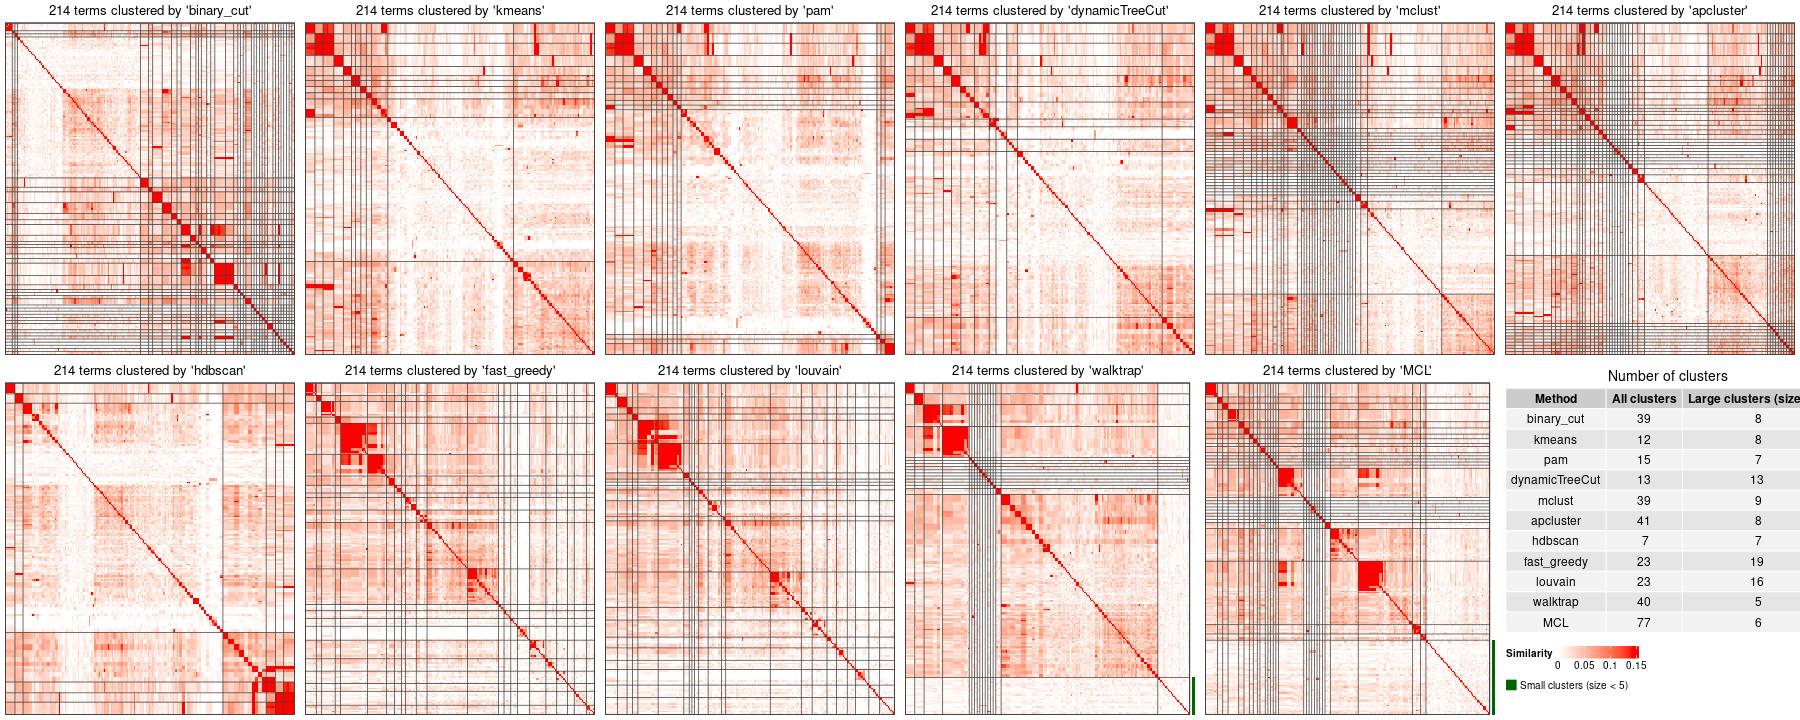 214 terms clustered by 'binary_cut'
214 terms clustered by 'kmeans'
214 terms clustered by 'pam'
214 terms clustered by 'dynamicTreeCut'
214 terms clustered by 'mclust'
214 terms clustered by 'apcluster'
214 terms clustered by 'hdbscan'
214 terms clustered by 'fast_greedy'
214 terms clustered by 'louvain'
214 terms clustered by 'walktrap'
214 terms clustered by 'MCL'
Number of clusters
Method All clusters Large clusters (size
binary_cut 39 8
kmeans 12 8
pam 15 7
dynamicTreeCut 13 13
mclust 39 9
apcluster 41 8
hdbscan 7 7
fast_greedy 23 19
louvain 23 16
walktrap 40 5
MCL 77 6
Similarity
0 0.05 0.1 0.15
Small clusters (size < 5)